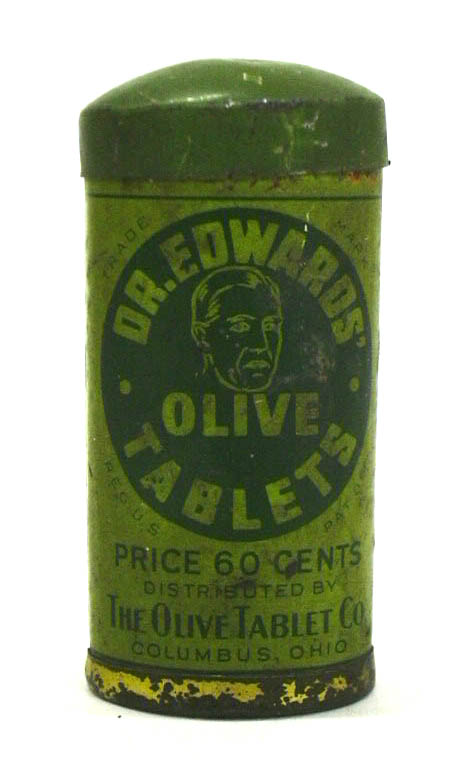 TRADE MARK
DR. EDWARDS'
OLIVE
TABLETS
REG. U.S. PAT.
PRICE 60 CENTS
DISTRIBUTED BY
THE OLIVE TABLET CO.
COLUMBUS, OHIO